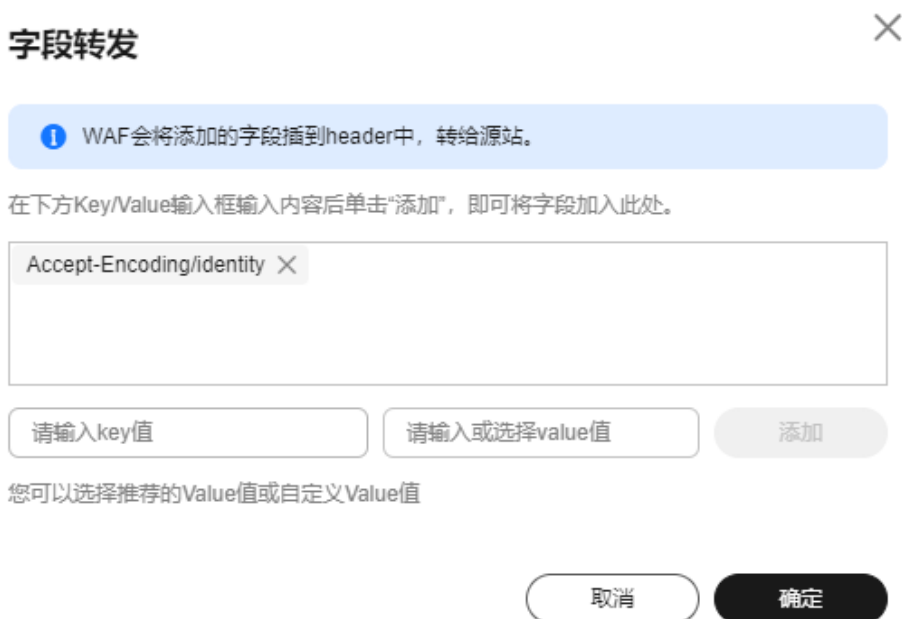 字段转发
WAF会将添加的字段插到header中，转给源站。
在下方Key/Value输入框输入内容后单击“添加”，即可将字段加入此处。
Accept-Encoding/identity
请输入key值
请输入或选择value值
添加
您可以选择推荐的Value值或自定义Value值
取消
确定